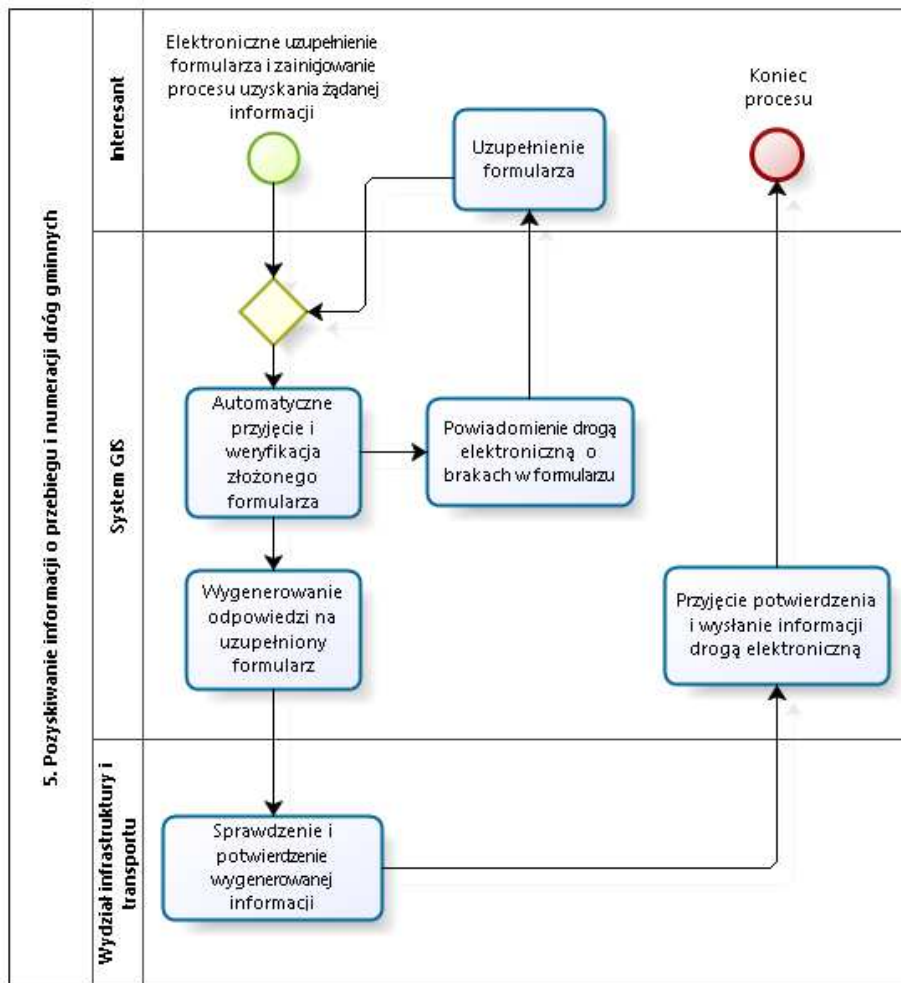 5. Pozyskiwanie informacji o przebiegu i numeracji dróg gminnych
Interesant
Elektroniczne uzupełnienie
formularza i zainicjowanie
procesu uzyskania żądanej
informacji
Uzupełnienie
formularza
Koniec
procesu
System GIS
Automatyczne
przyjęcie i
weryfikacja
złożonego
formularza
Powiadomienie drogą
elektroniczną o
brakach w formularzu
Wygenerowanie
odpowiedzi na
uzupełniony
formularz
Przyjęcie potwierdzenia
i wysłanie informacji
drogą elektroniczną
Wydział infrastruktury i
transportu
Sprawdzenie i
potwierdzenie
wygenerowanej
informacji